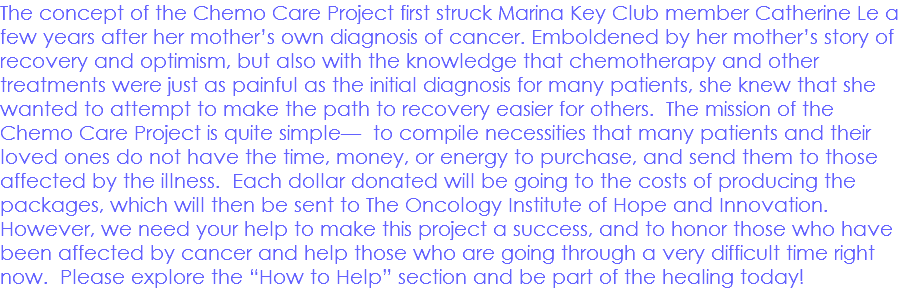 The concept of the Chemo Care Project first struck Marina Key Club member Catherine Le a
few years after her mother’s own diagnosis of cancer. Emboldened by her mother’s story of
recovery and optimism, but also with the knowledge that chemotherapy and other
treatments were just as painful as the initial diagnosis for many patients, she knew that she
wanted to attempt to make the path to recovery easier for others.  The mission of the
Chemo Care Project is quite simple—  to compile necessities that many patients and their
loved ones do not have the time, money, or energy to purchase, and send them to those
affected by the illness.  Each dollar donated will be going to the costs of producing the
packages, which will then be sent to The Oncology Institute of Hope and Innovation.
However, we need your help to make this project a success, and to honor those who have
been affected by cancer and help those who are going through a very difficult time right
now.  Please explore the “How to Help” section and be part of the healing today!